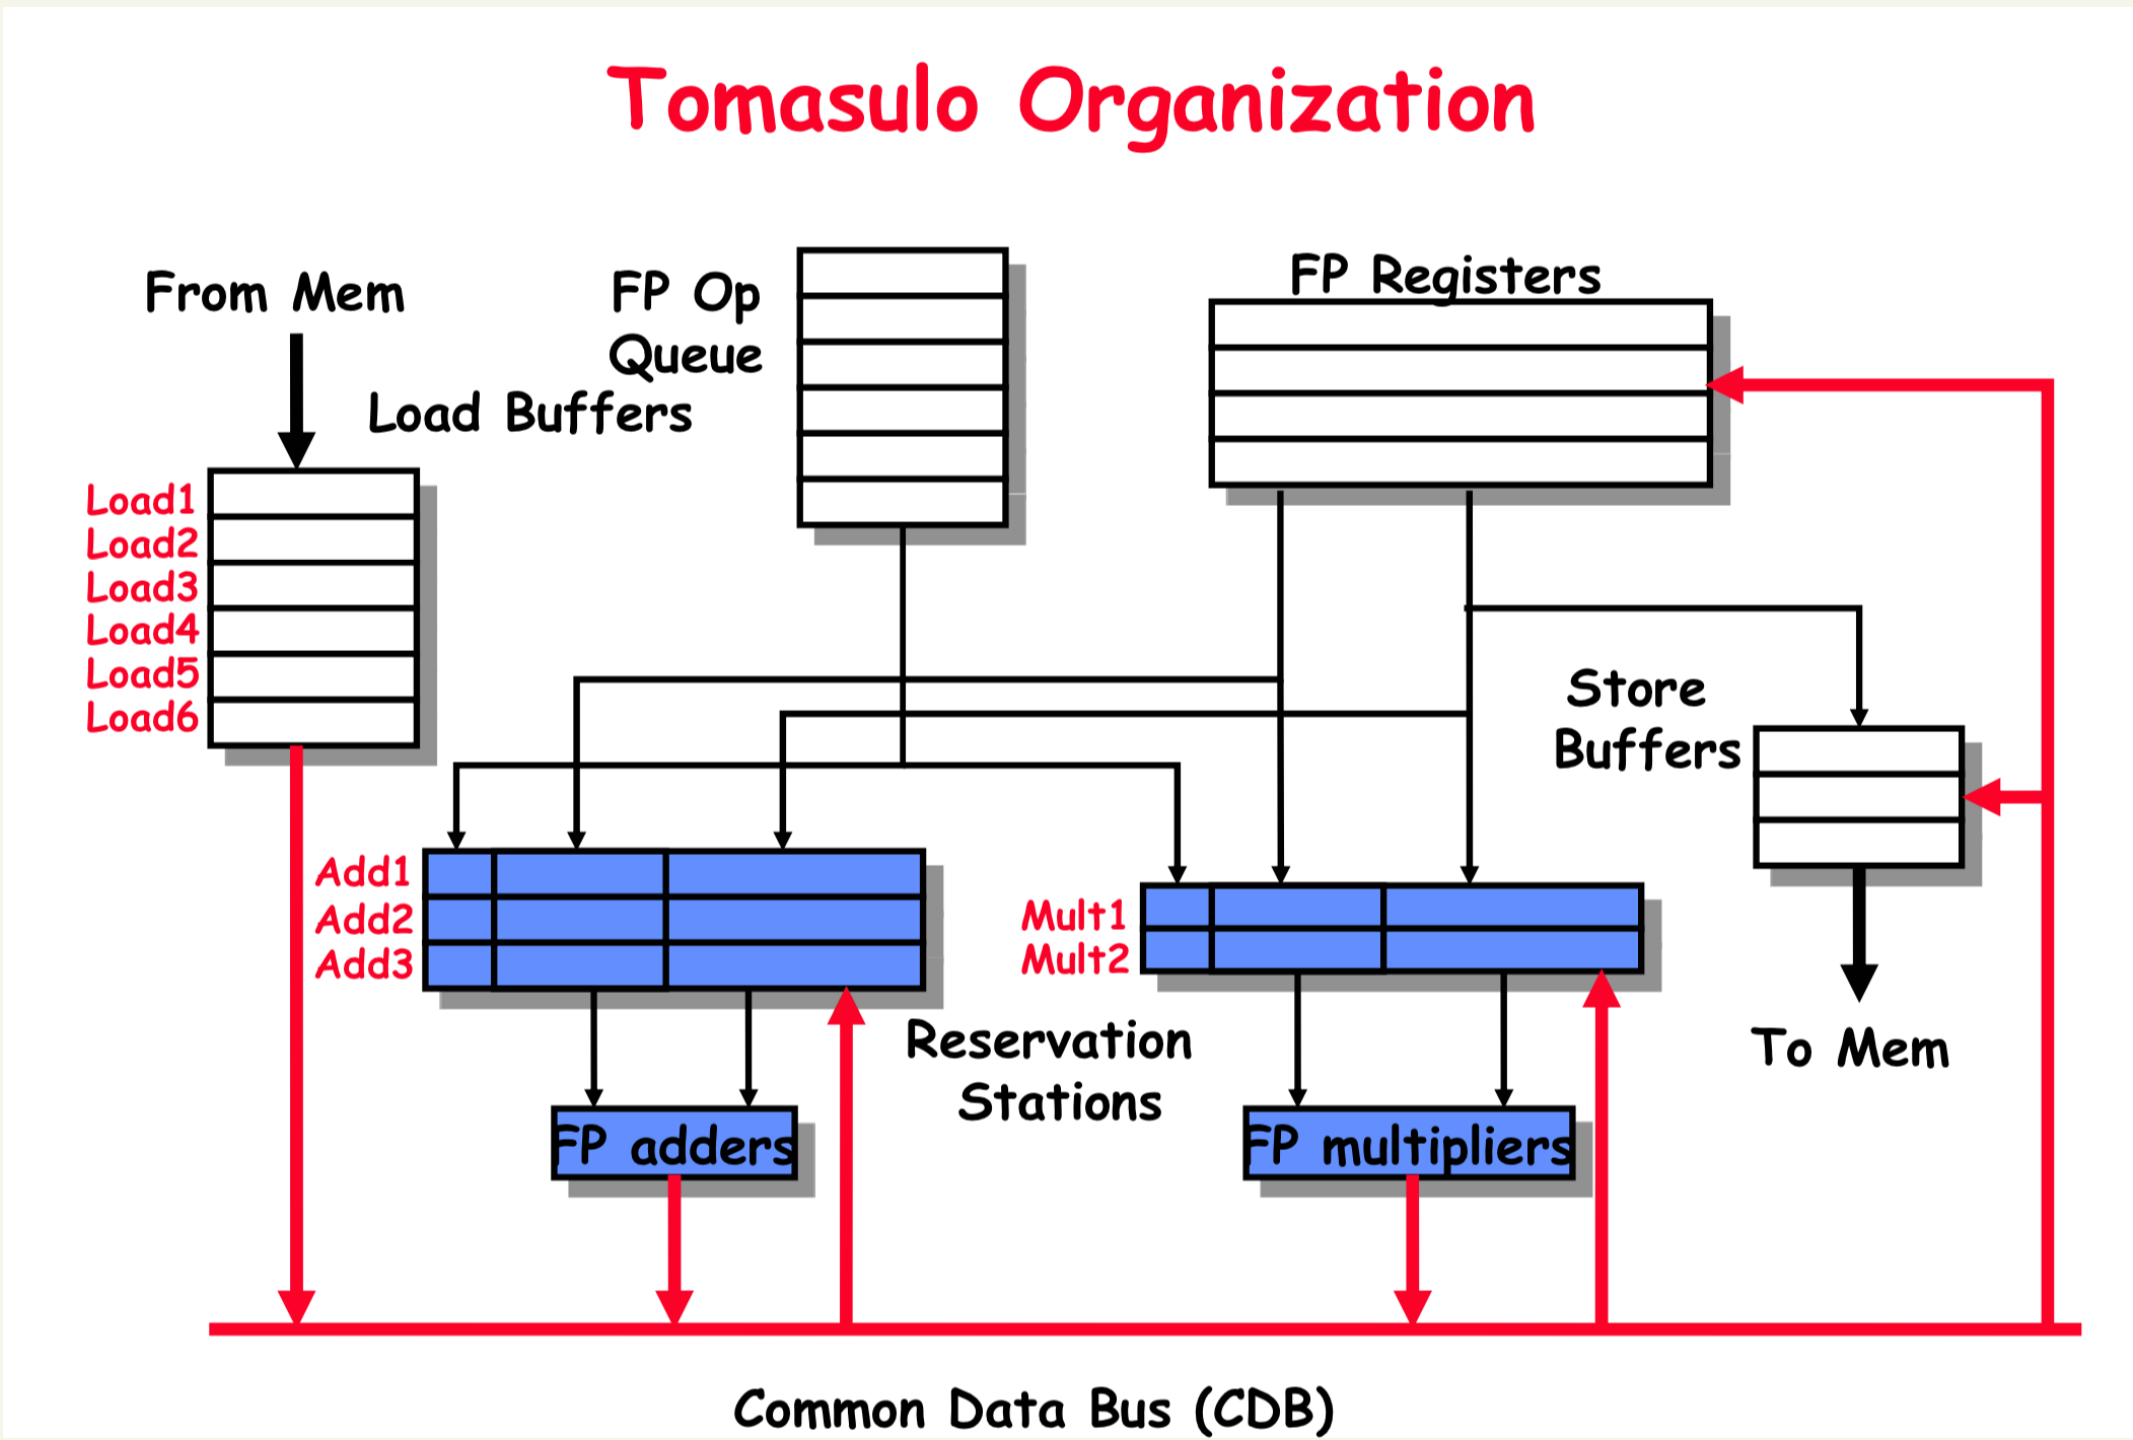 Tomasulo Organization
From Mem
FP Op
Queue
FP Registers
Load Buffers
Load1
Load2
Load3
Load4
Load5
Load6
Store
Buffers
Add1
Add2
Add3
Mult1
Mult2
Reservation
Stations
To Mem
FP adders
FP multipliers
Common Data Bus (CDB)